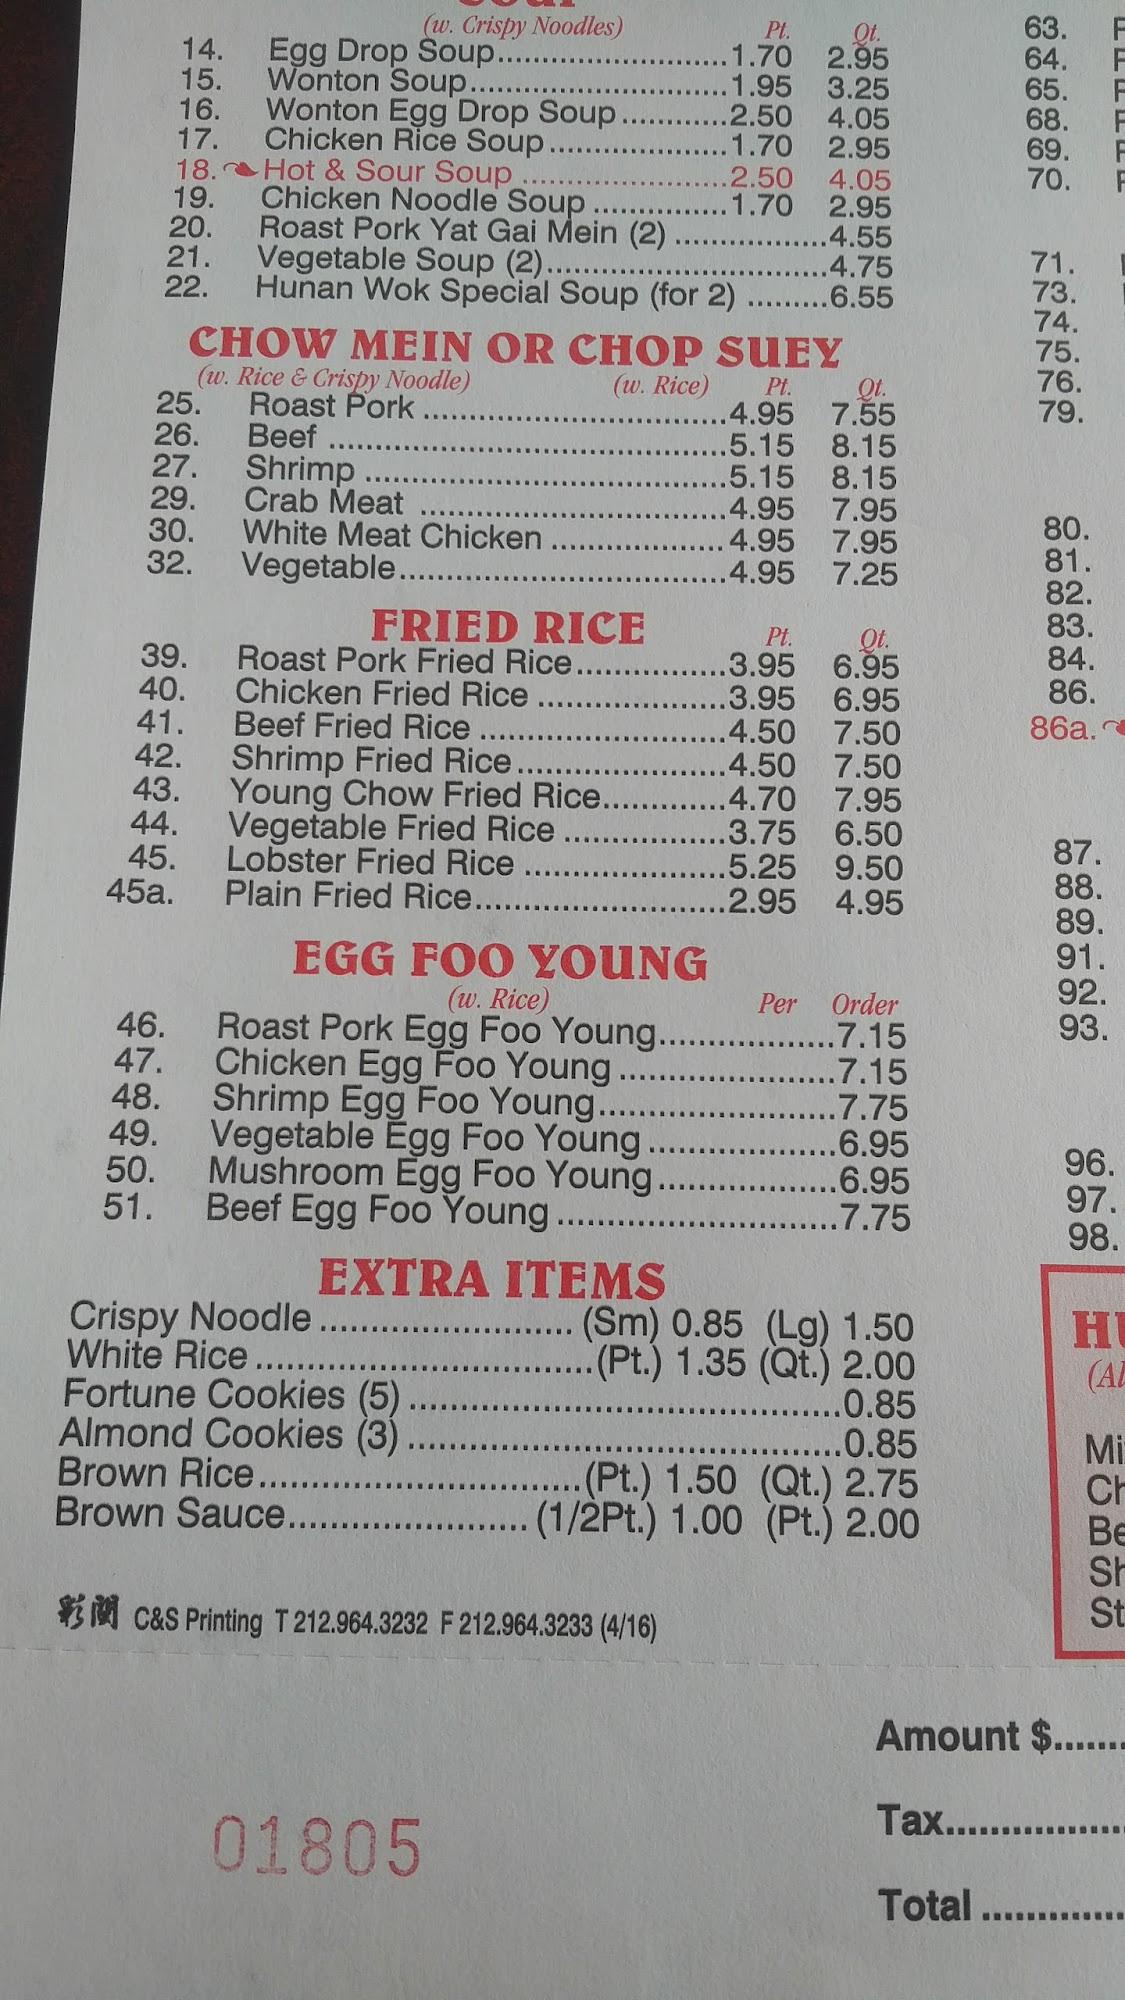 (w. Crispy Noodles) Pt. Qt.
14. Egg Drop Soup..........................1.70 2.95
15. Wonton Soup.............................1.95 3.25
16. Wonton Egg Drop Soup............2.50 4.05
17. Chicken Rice Soup....................1.70 2.95
18. Hot & Sour Soup .......................2.50 4.05
19. Chicken Noodle Soup ...............1.70 2.95
20. Roast Pork Yat Gai Mein (2) .................4.55
21. Vegetable Soup (2)...............................4.75
22. Hunan Wok Special Soup (for 2) .........6.55
CHOW MEIN OR CHOP SUEY
(w. Rice & Crispy Noodle) (w. Rice) Pt. Qt.
25. Roast Pork ..................................4.95 7.55
26. Beef .............................................5.15 8.15
27. Shrimp .........................................5.15 8.15
29. Crab Meat ...................................4.95 7.95
30. White Meat Chicken ...................4.95 7.95
32. Vegetable.....................................4.95 7.25
FRIED RICE Pt. Qt.
39. Roast Pork Fried Rice.................3.95 6.95
40. Chicken Fried Rice .....................3.95 6.95
41. Beef Fried Rice ...........................4.50 7.50
42. Shrimp Fried Rice.......................4.50 7.50
43. Young Chow Fried Rice..............4.70 7.95
44. Vegetable Fried Rice ..................3.75 6.50
45. Lobster Fried Rice ......................5.25 9.50
45a. Plain Fried Rice...........................2.95 4.95
EGG FOO YOUNG
(w. Rice) Per Order
46. Roast Pork Egg Foo Young...................7.15
47. Chicken Egg Foo Young .......................7.15
48. Shrimp Egg Foo Young.........................7.75
49. Vegetable Egg Foo Young ....................6.95
50. Mushroom Egg Foo Young...................6.95
51. Beef Egg Foo Young .............................7.75
EXTRA ITEMS
Crispy Noodle ......................... (Sm) 0.85 (Lg) 1.50
White Rice .................................(Pt.) 1.35 (Qt.) 2.00
Fortune Cookies (5) ..........................................0.85
Almond Cookies (3) ..........................................0.85
Brown Rice................................(Pt.) 1.50 (Qt.) 2.75
Brown Sauce........................ (1/2Pt.) 1.00 (Pt.) 2.00
C&S Printing T 212.964.3232 F 212.964.3233 (4/16)
01805
63.
64.
65.
68.
69.
70.
71.
73.
74.
75.
76.
79.
80.
81.
82.
83.
84.
86.
86a.
87.
88.
89.
91.
92.
93.
96.
97.
98.
Amount $.......
Tax.................
Total .............